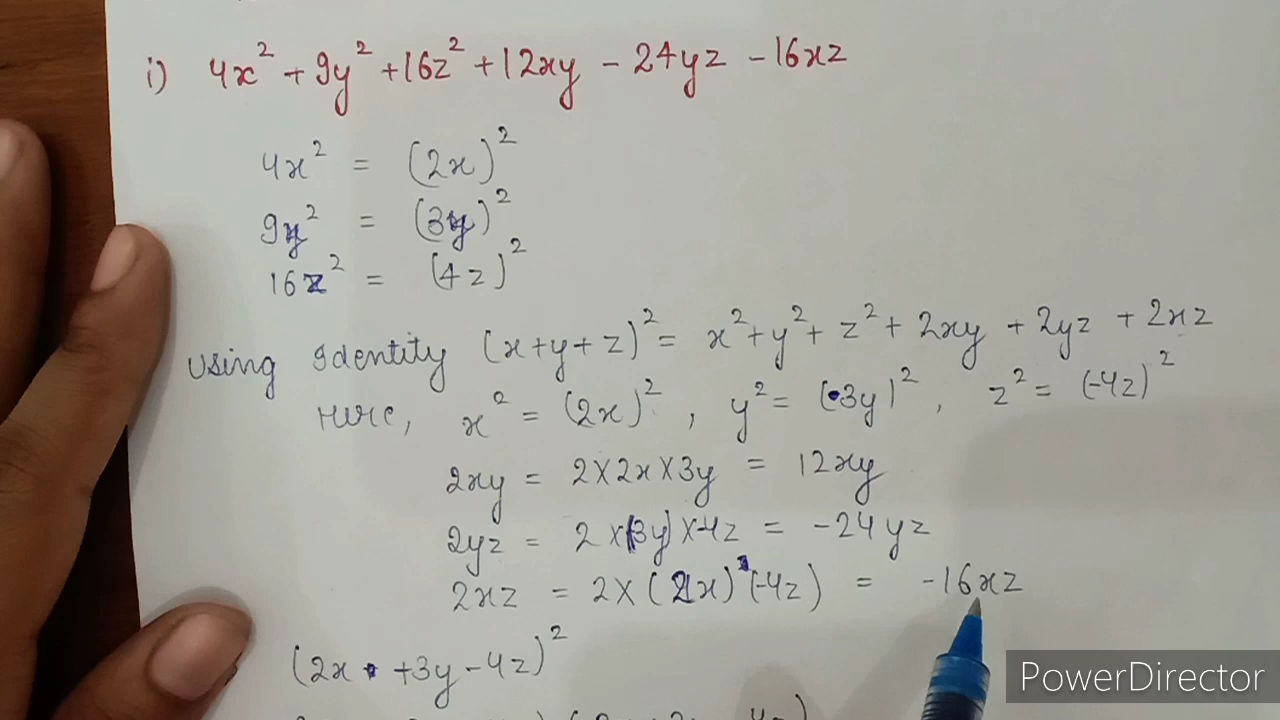 i) 4x² + 9y² + 16z² + 12xy - 24yz - 16xz
4x² = (2x)²
9y² = (3y)²
16z² = (4z)²
using Identity (x+y+z)² = x² + y² + z² + 2xy + 2yz + 2xz
Here, x² = (2x)², y² = (3y)², z² = (-4z)²
2xy = 2×2x×3y = 12xy
2yz = 2×(3y)×-4z = -24yz
2xz = 2×(2x)(-4z) = -16xz
(2x + 3y - 4z)²
PowerDirector